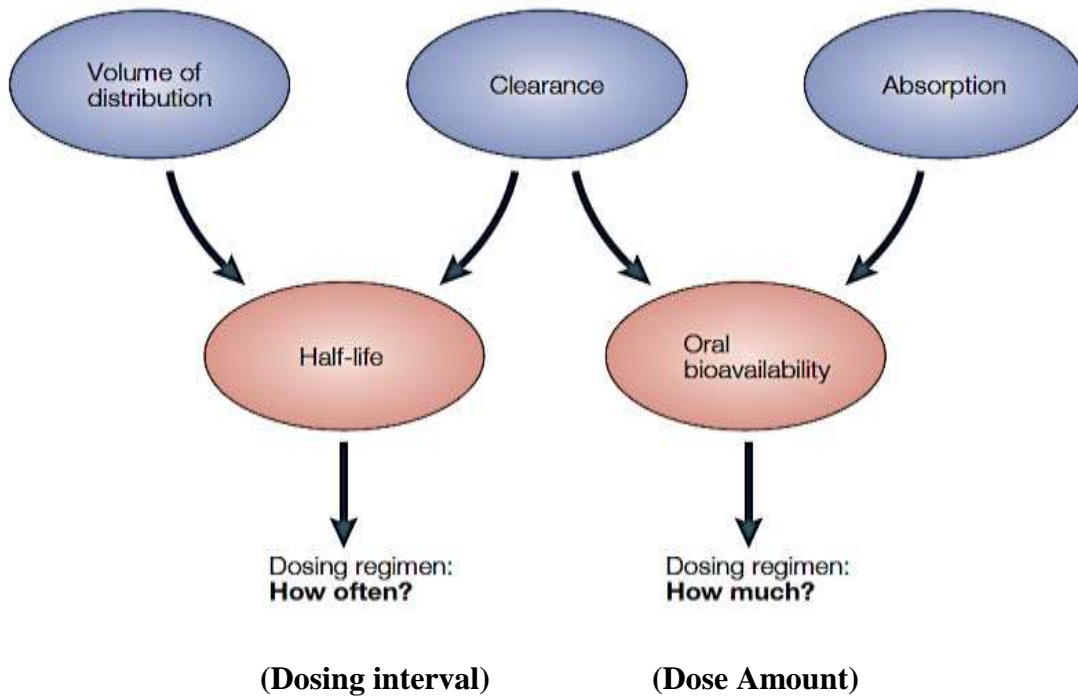 Volume of
distribution
Clearance
Absorption
Half-life
Oral
bioavailability
Dosing regimen:
How often?
Dosing regimen:
How much?
(Dosing interval)
(Dose Amount)